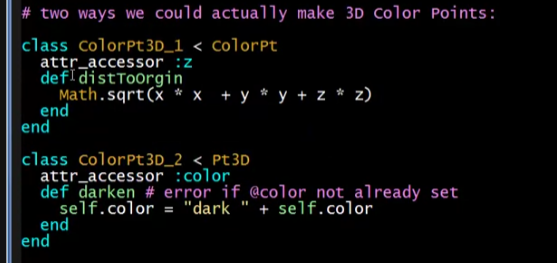 # two ways we could actually make 3D Color Points:
class ColorPt3D_1 < ColorPt
attr_accessor :z
def distToOrgin
Math.sqrt(x * x + y * y + z * z)
end
end
class ColorPt3D_2 < Pt3D
attr_accessor :color
def darken # error if @color not already set
self.color = "dark " + self.color
end
end